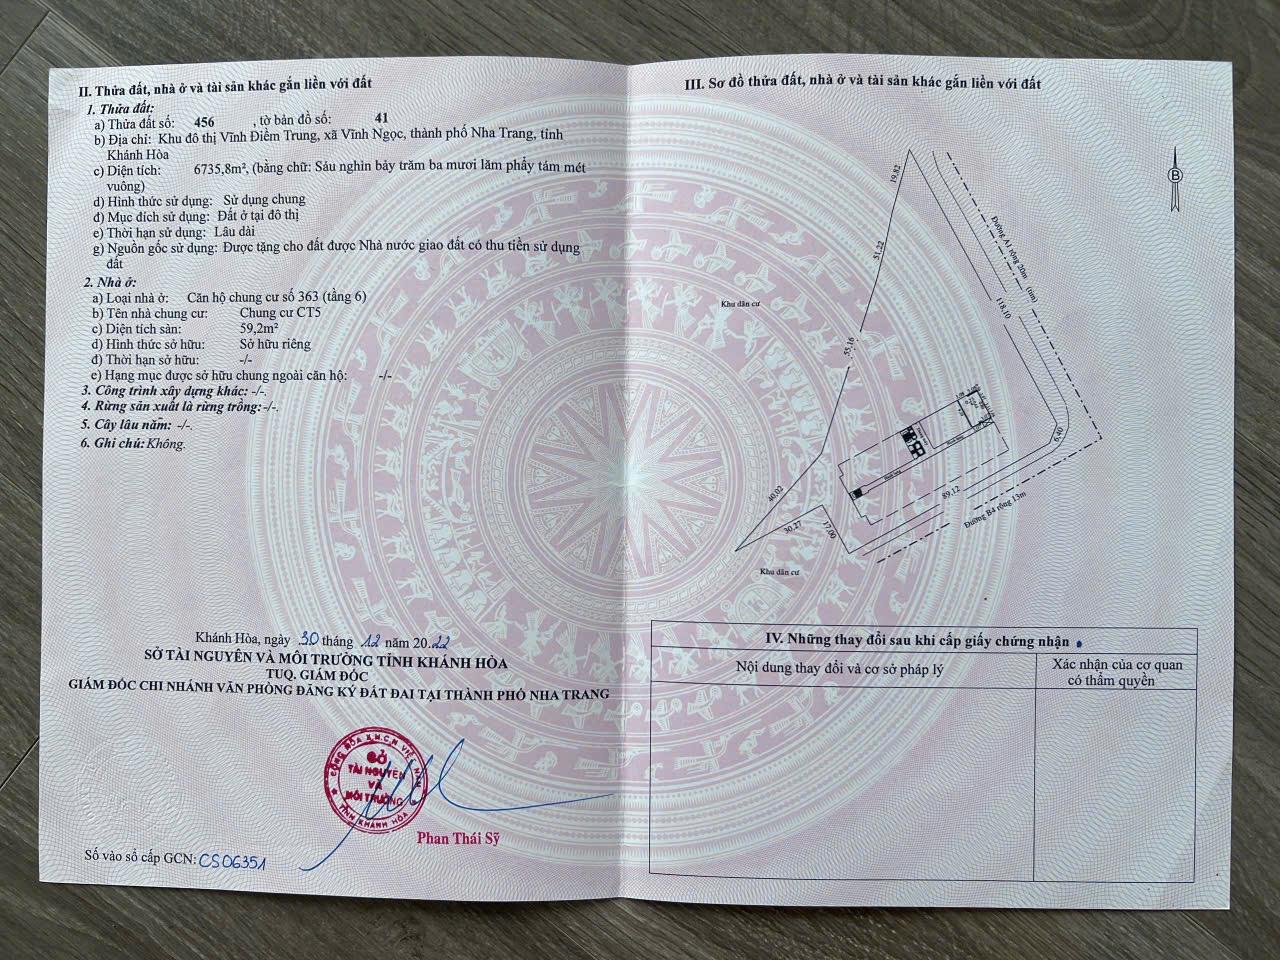 II. Thửa đất, nhà ở và tài sản khác gắn liền với đất
1. Thửa đất:
a) Thửa đất số: 456 , tờ bản đồ số: 41
b) Địa chỉ: Khu đô thị Vĩnh Điềm Trung, xã Vĩnh Ngọc, thành phố Nha Trang, tỉnh
Khánh Hòa
c) Diện tích: 6735,8m², (bằng chữ: Sáu nghìn bảy trăm ba mươi lăm phẩy tám mét
vuông)
d) Hình thức sử dụng: Sử dụng chung
đ) Mục đích sử dụng: Đất ở tại đô thị
e) Thời hạn sử dụng: Lâu dài
g) Nguồn gốc sử dụng: Được tặng cho đất được Nhà nước giao đất có thu tiền sử dụng
đất
2. Nhà ở:
a) Loại nhà ở: Căn hộ chung cư số 363 (tầng 6)
b) Tên nhà chung cư: Chung cư CT5
c) Diện tích sàn: 59,2m²
d) Hình thức sở hữu: Sở hữu riêng
đ) Thời hạn sở hữu: -/-
e) Hạng mục được sở hữu chung ngoài căn hộ: -/-
3. Công trình xây dựng khác: -/-.
4. Rừng sản xuất là rừng trồng:-/-.
5. Cây lâu năm: -/-.
6. Ghi chú: Không.
Khánh Hòa, ngày 30 tháng 12 năm 2022
SỞ TÀI NGUYÊN VÀ MÔI TRƯỜNG TỈNH KHÁNH HÒA
TUQ. GIÁM ĐỐC
GIÁM ĐỐC CHI NHÁNH VĂN PHÒNG ĐĂNG KÝ ĐẤT ĐAI TẠI THÀNH PHỐ NHA TRANG
CỘNG HÒA X.H.C.N VIỆT NAM
SỞ
TÀI NGUYÊN
VÀ
MÔI TRƯỜNG
TỈNH KHÁNH HÒA
Phan Thái Sỹ
Số vào sổ cấp GCN: CS06351
III. Sơ đồ thửa đất, nhà ở và tài sản khác gắn liền với đất
B
19,82
51,22
55,16
40,02
30,27
17,00
89,12
6,40
118,10
Đường A1 rộng 20m (tim)
Đường B4 rộng 13m
Khu dân cư
Khu dân cư
IV. Những thay đổi sau khi cấp giấy chứng nhận
Nội dung thay đổi và cơ sở pháp lý
Xác nhận của cơ quan
có thẩm quyền